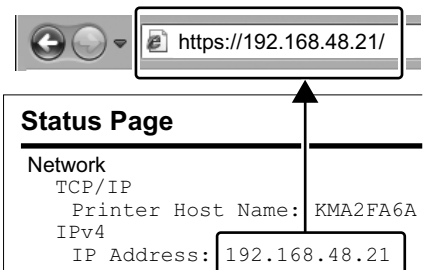 https://192.168.48.21/
Status Page
Network
TCP/IP
Printer Host Name: KMA2FA6A
IPv4
IP Address: 192.168.48.21